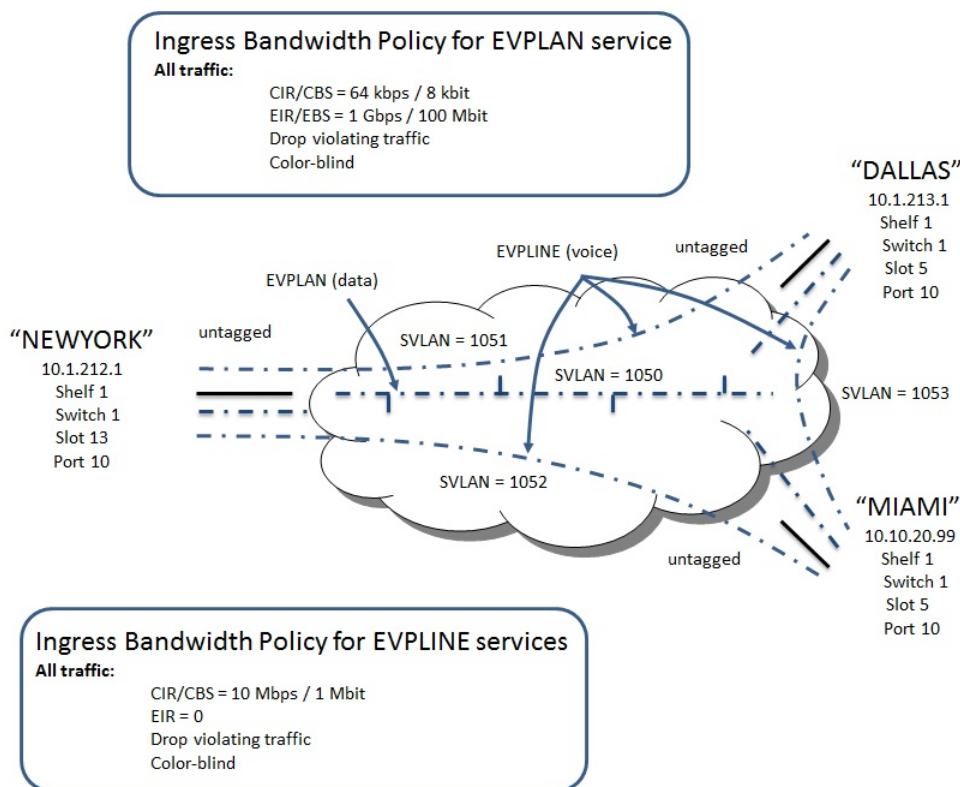 Ingress Bandwidth Policy for EVPLAN service
All traffic:
CIR/CBS = 64 kbps / 8 kbit
EIR/EBS = 1 Gbps / 100 Mbit
Drop violating traffic
Color-blind
“DALLAS”
10.1.213.1
Shelf 1
Switch 1
Slot 5
Port 10
EVPLINE (voice)
untagged
EVPLAN (data)
“NEWYORK”
10.1.212.1
Shelf 1
Switch 1
Slot 13
Port 10
untagged
SVLAN = 1051
SVLAN = 1050
SVLAN = 1053
SVLAN = 1052
“MIAMI”
10.10.20.99
Shelf 1
Switch 1
Slot 5
Port 10
untagged
Ingress Bandwidth Policy for EVPLINE services
All traffic:
CIR/CBS = 10 Mbps / 1 Mbit
EIR = 0
Drop violating traffic
Color-blind